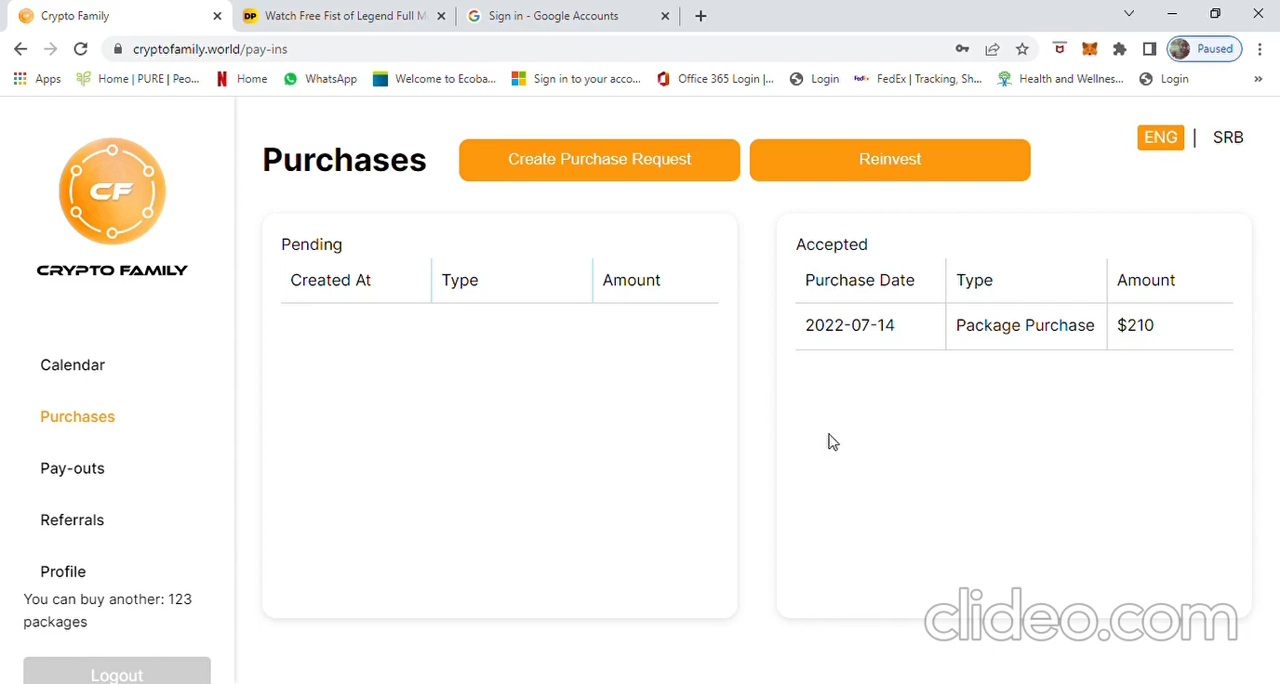 Crypto Family
Watch Free Fist of Legend Full M
Sign in - Google Accounts
cryptofamily.world/pay-ins
Paused
Apps
Home | PURE | Peo...
Home
WhatsApp
Welcome to Ecoba...
Sign in to your acco...
Office 365 Login |...
Login
FedEx | Tracking, Sh...
Health and Wellnes...
Login
CF
CRYPTO FAMILY
Calendar
Purchases
Pay-outs
Referrals
Profile
You can buy another: 123
packages
Logout
Purchases
Create Purchase Request
Reinvest
ENG | SRB
Pending
Created At Type Amount
Accepted
Purchase Date Type Amount
2022-07-14 Package Purchase $210
clideo.com